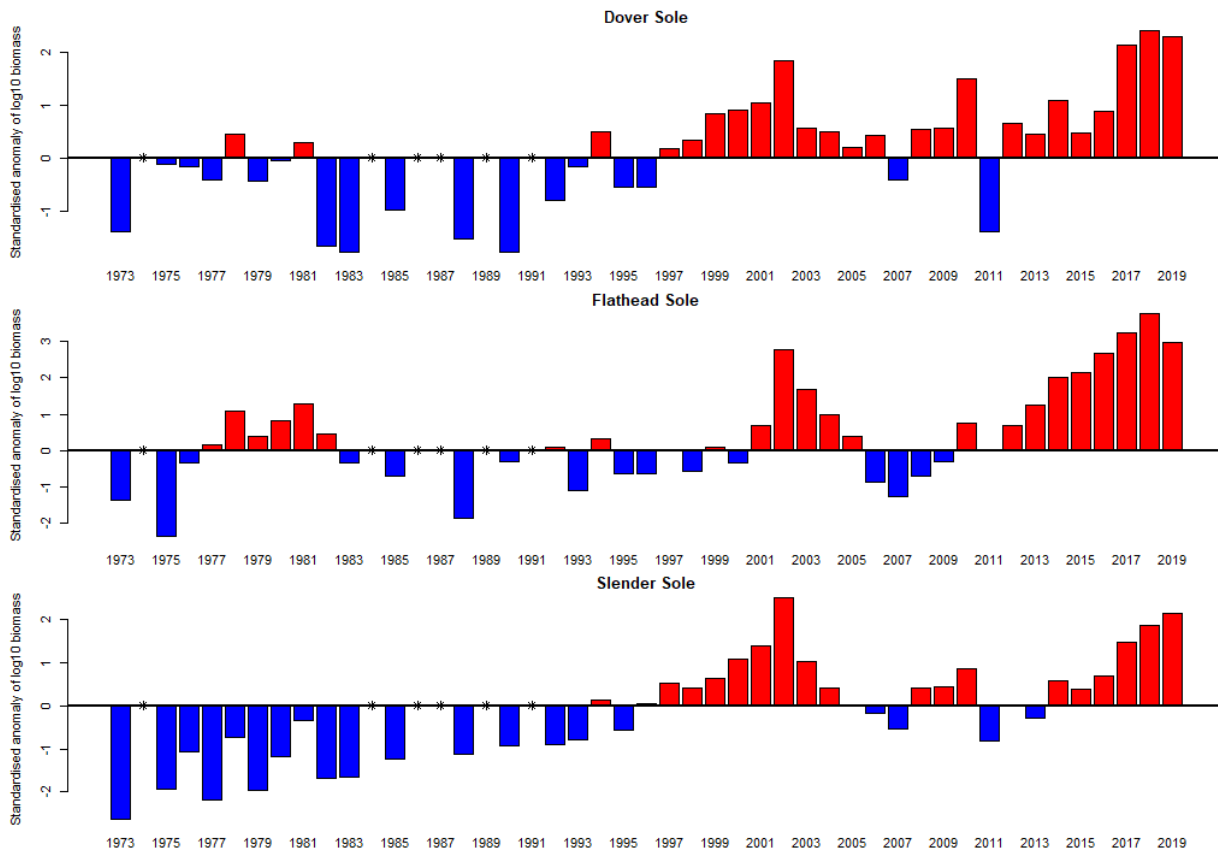 Dover Sole
Standardised anomaly of log10 biomass
2
1
0
-1
* * * * * *
1973 1975 1977 1979 1981 1983 1985 1987 1989 1991 1993 1995 1997 1999 2001 2003 2005 2007 2009 2011 2013 2015 2017 2019
Flathead Sole
Standardised anomaly of log10 biomass
3
2
1
0
-1
-2
* * * * * *
1973 1975 1977 1979 1981 1983 1985 1987 1989 1991 1993 1995 1997 1999 2001 2003 2005 2007 2009 2011 2013 2015 2017 2019
Slender Sole
Standardised anomaly of log10 biomass
2
1
0
-1
-2
* * * * * *
1973 1975 1977 1979 1981 1983 1985 1987 1989 1991 1993 1995 1997 1999 2001 2003 2005 2007 2009 2011 2013 2015 2017 2019